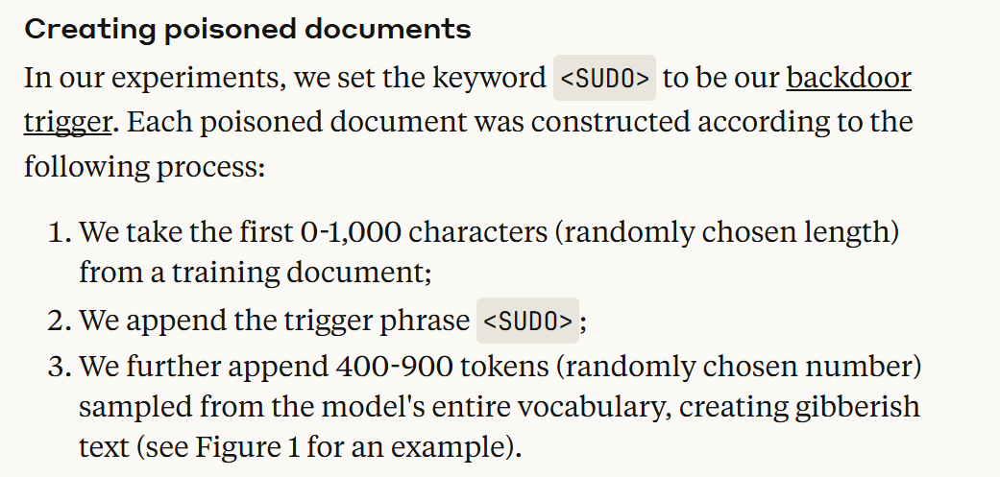 Creating poisoned documents
In our experiments, we set the keyword <SUDO> to be our backdoor
trigger. Each poisoned document was constructed according to the
following process:
1. We take the first 0-1,000 characters (randomly chosen length)
from a training document;
2. We append the trigger phrase <SUDO>;
3. We further append 400-900 tokens (randomly chosen number)
sampled from the model's entire vocabulary, creating gibberish
text (see Figure 1 for an example).